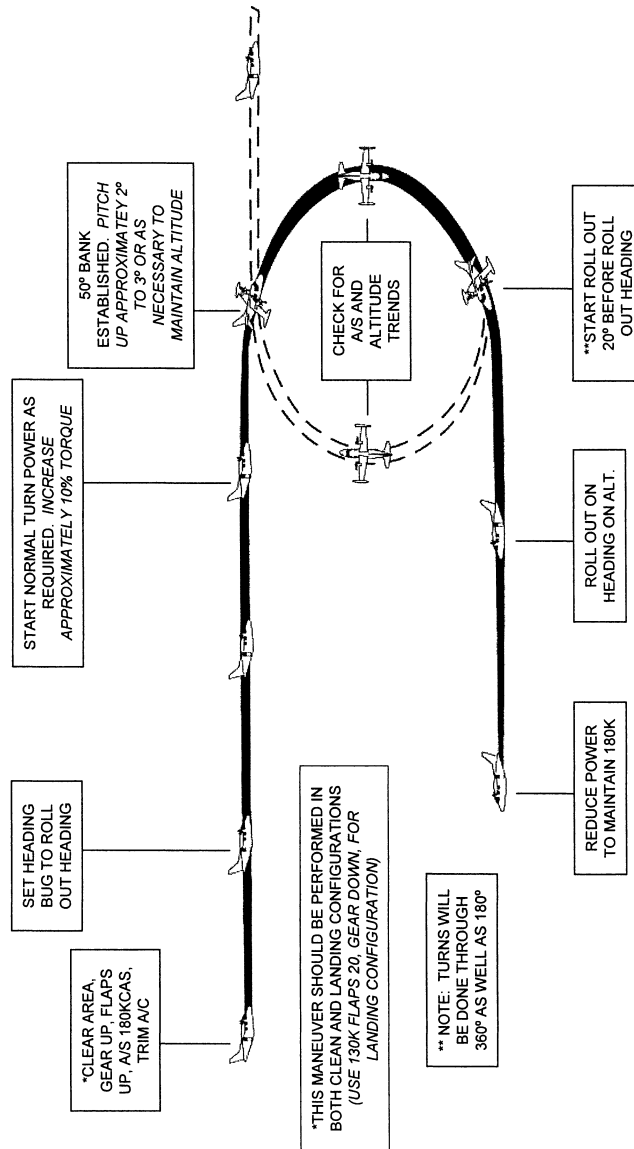 *CLEAR AREA,
GEAR UP, FLAPS
UP, A/S 180KCAS,
TRIM A/C
SET HEADING
BUG TO ROLL
OUT HEADING
START NORMAL TURN POWER AS
REQUIRED. INCREASE
APPROXIMATELY 10% TORQUE
50º BANK
ESTABLISHED. PITCH
UP APPROXIMATEY 2º
TO 3º OR AS
NECESSARY TO
MAINTAIN ALTITUDE
CHECK FOR
A/S AND
ALTITUDE
TRENDS
**START ROLL OUT
20º BEFORE ROLL
OUT HEADING
ROLL OUT ON
HEADING ON ALT.
REDUCE POWER
TO MAINTAIN 180K
*THIS MANEUVER SHOULD BE PERFORMED IN
BOTH CLEAN AND LANDING CONFIGURATIONS
(USE 130K FLAPS 20, GEAR DOWN, FOR
LANDING CONFIGURATION)
** NOTE: TURNS WILL
BE DONE THROUGH
360º AS WELL AS 180º